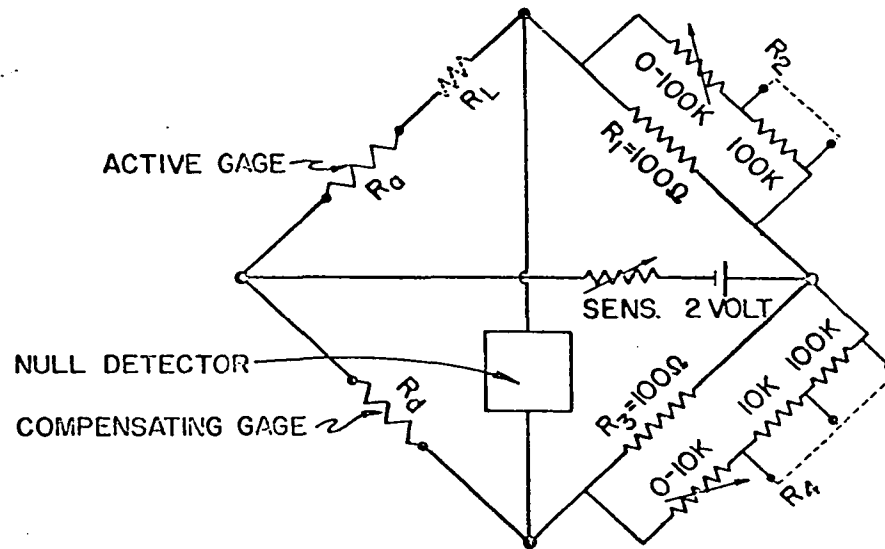 R2
0-100K
RL
R1=100Ω
100K
ACTIVE GAGE
Ra
SENS. 2 VOLT
NULL DETECTOR
Rd
R3=100Ω
10K
100K
COMPENSATING GAGE
0-10K
R4